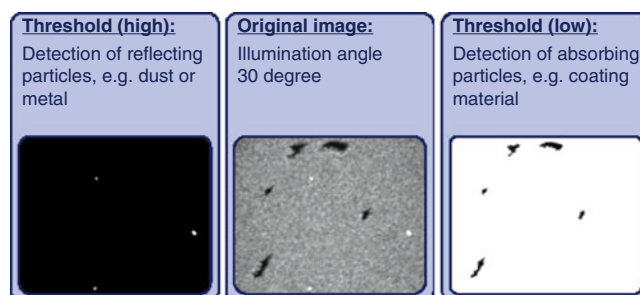 Threshold (high):
Detection of reflecting
particles, e.g. dust or
metal
Original image:
Illumination angle
30 degree
Threshold (low):
Detection of absorbing
particles, e.g. coating
material